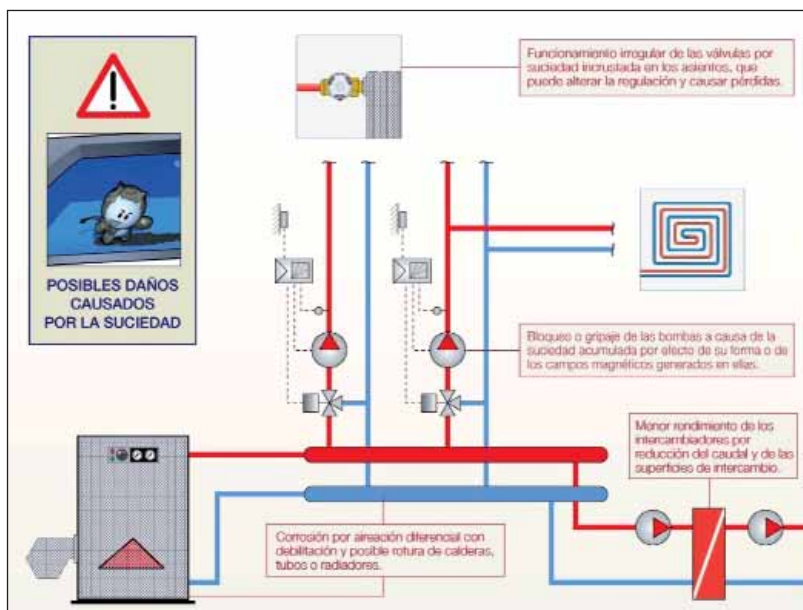 Funcionamiento irregular de las válvulas por
suciedad incrustada en los asientos, que
puede alterar la regulación y causar pérdidas.
POSIBLES DAÑOS
CAUSADOS
POR LA SUCIEDAD
Bloqueo o gripaje de las bombas a causa de la
suciedad acumulada por efecto de su forma o de
los campos magnéticos generados en ellas.
Menor rendimiento de los
intercambiadores por
reducción del caudal y de las
superficies de intercambio.
Corrosión por aireación diferencial con
debilitación y posible rotura de calderas,
tubos o radiadores.